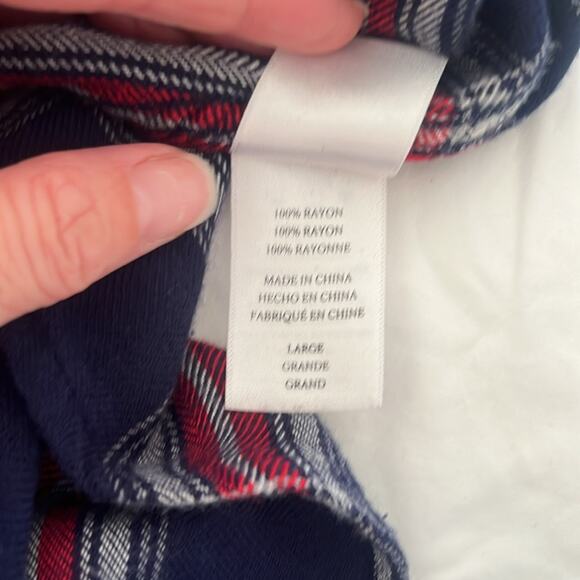 100% RAYON
100% RAYON
100% RAYONNE
MADE IN CHINA
HECHO EN CHINA
FABRIQUÉ EN CHINE
LARGE
GRANDE
GRAND